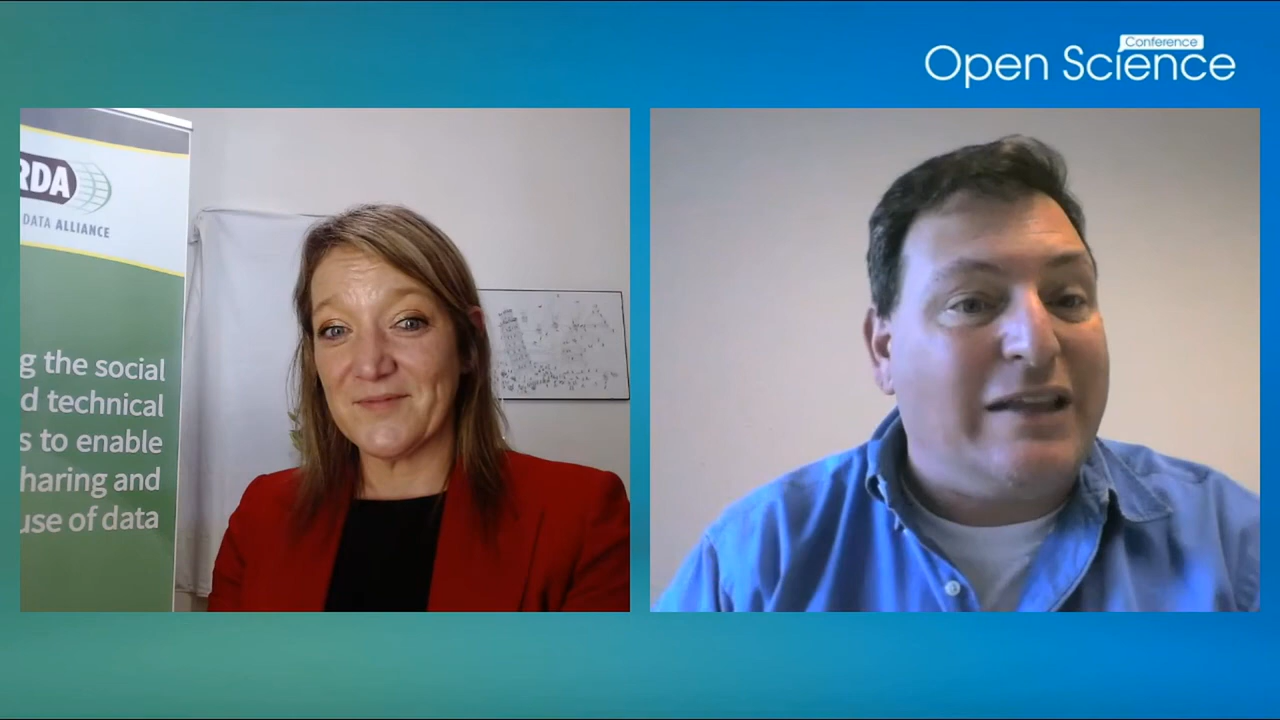 Conference
Open Science
RDA
DATA ALLIANCE
g the social
d technical
s to enable
haring and
use of data